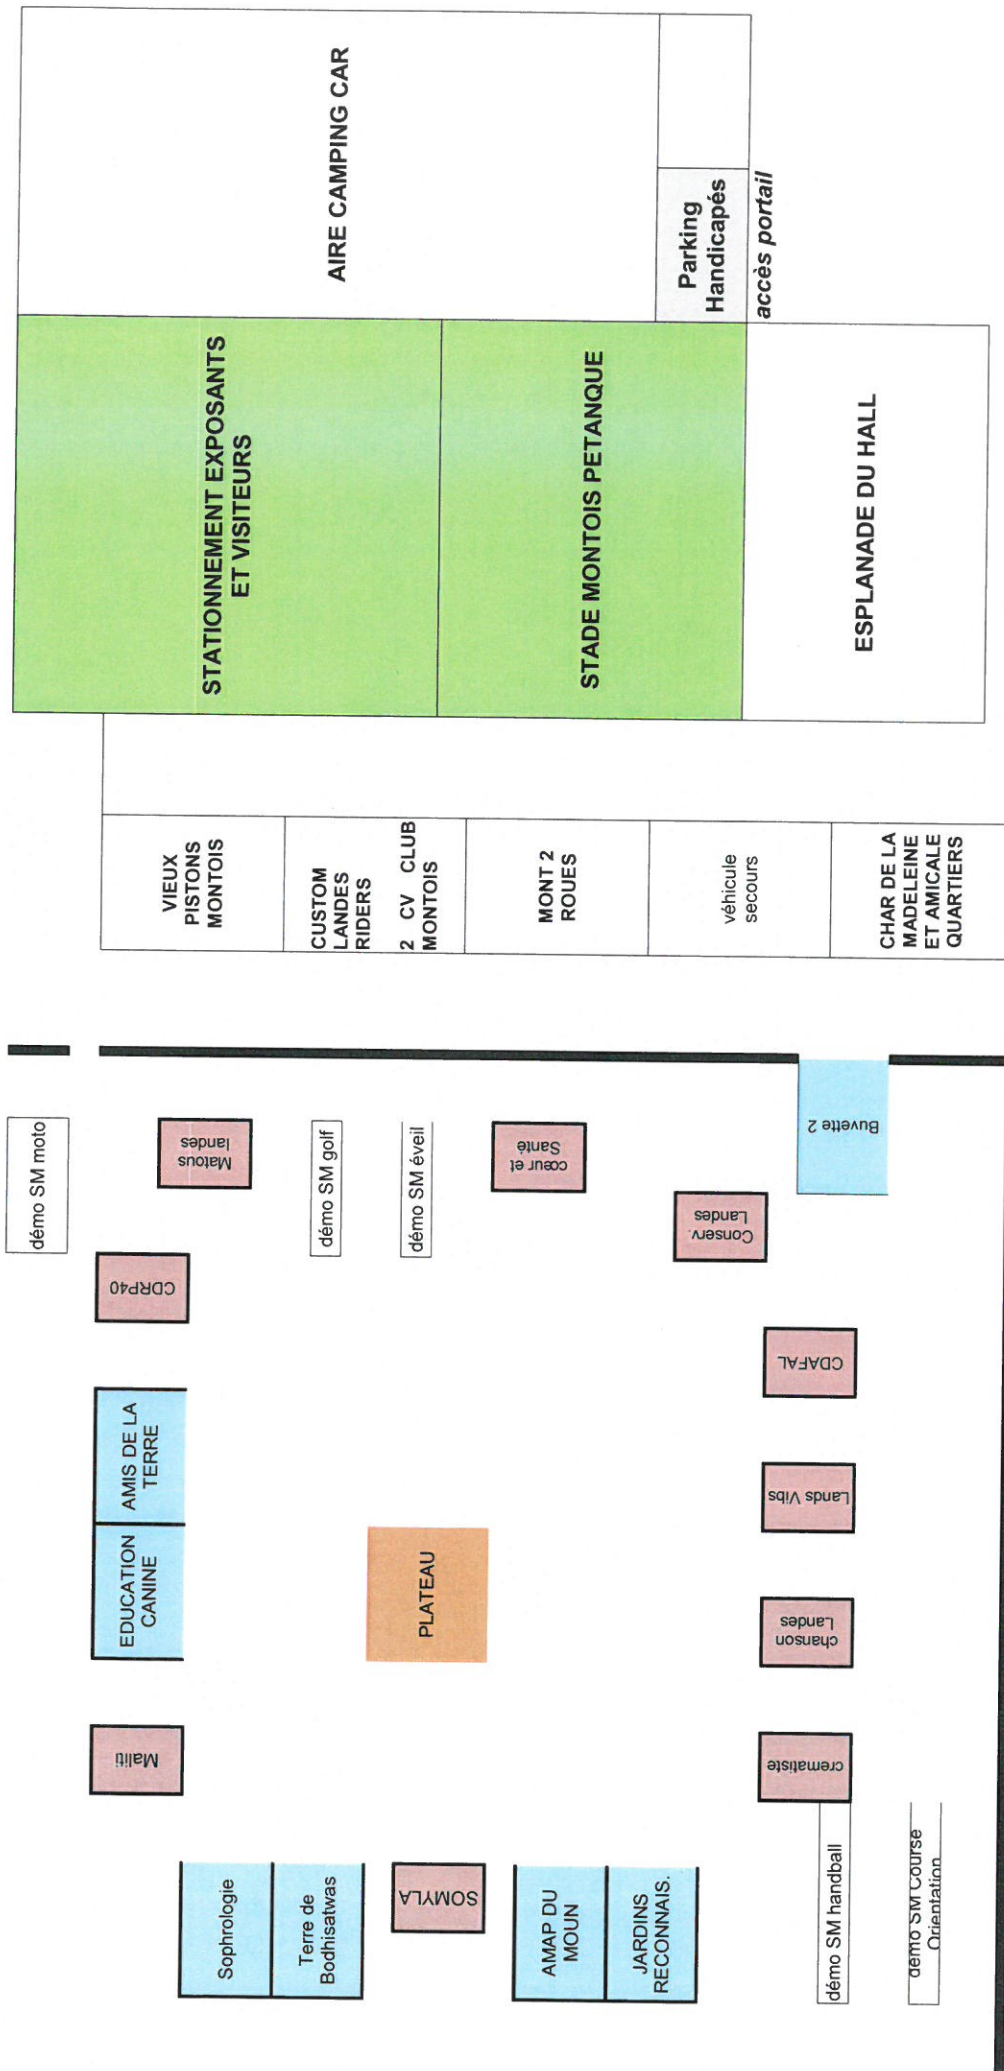 AIRE CAMPING CAR
Parking
Handicapés
accès portail
STATIONNEMENT EXPOSANTS
ET VISITEURS
STADE MONTOIS PETANQUE
ESPLANADE DU HALL
VIEUX
PISTONS
MONTOIS
CUSTOM
LANDES
RIDERS
2 CV CLUB
MONTOIS
MONT 2
ROUES
véhicule
secours
CHAR DE LA
MADELEINE
ET AMICALE
QUARTIERS
démo SM moto
Matous
landes
démo SM golf
démo SM éveil
cœur et
Santé
Conserv.
Landes
Buvette 2
CDRP40
CDAFAL
AMIS DE LA
TERRE
EDUCATION
CANINE
PLATEAU
Lands Vibs
chanson
Landes
Maliti
crematiste
Sophrologie
Terre de
Bodhisatwas
SOMYLA
AMAP DU
MOUN
JARDINS
RECONNAIS.
démo SM handball
démo SM Course
Orientation